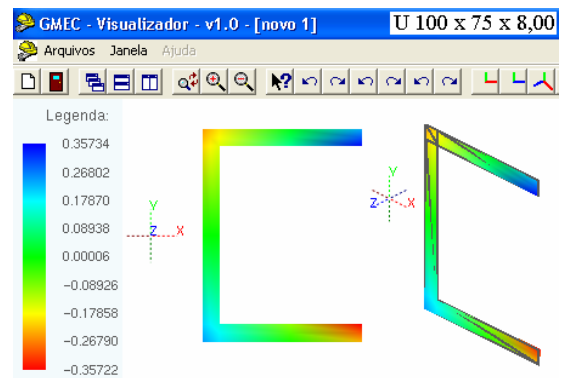 GMEC - Visualizador - v1.0 - [novo 1]
U 100 x 75 x 8,00
Arquivos Janela Ajuda
Legenda:
0.35734
0.26802
0.17870
0.08938
0.00006
-0.08926
-0.17858
-0.26790
-0.35722
Y
Z X
Y
Z X